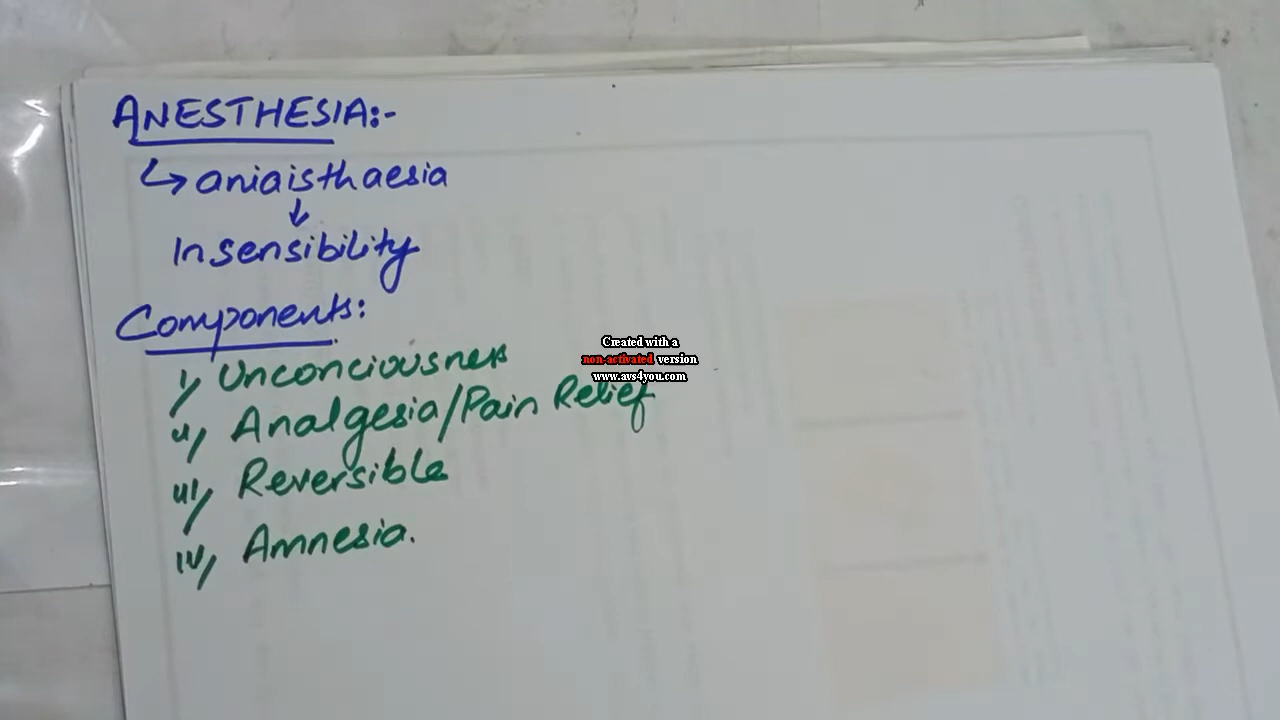 ANESTHESIA:-
↳ aniaisthaesia
↓
Insensibility
Components:
i, Unconciousness
ii, Analgesia/Pain Relief
iii, Reversible
iv, Amnesia.
Created with a
non-activated version
www.avs4you.com